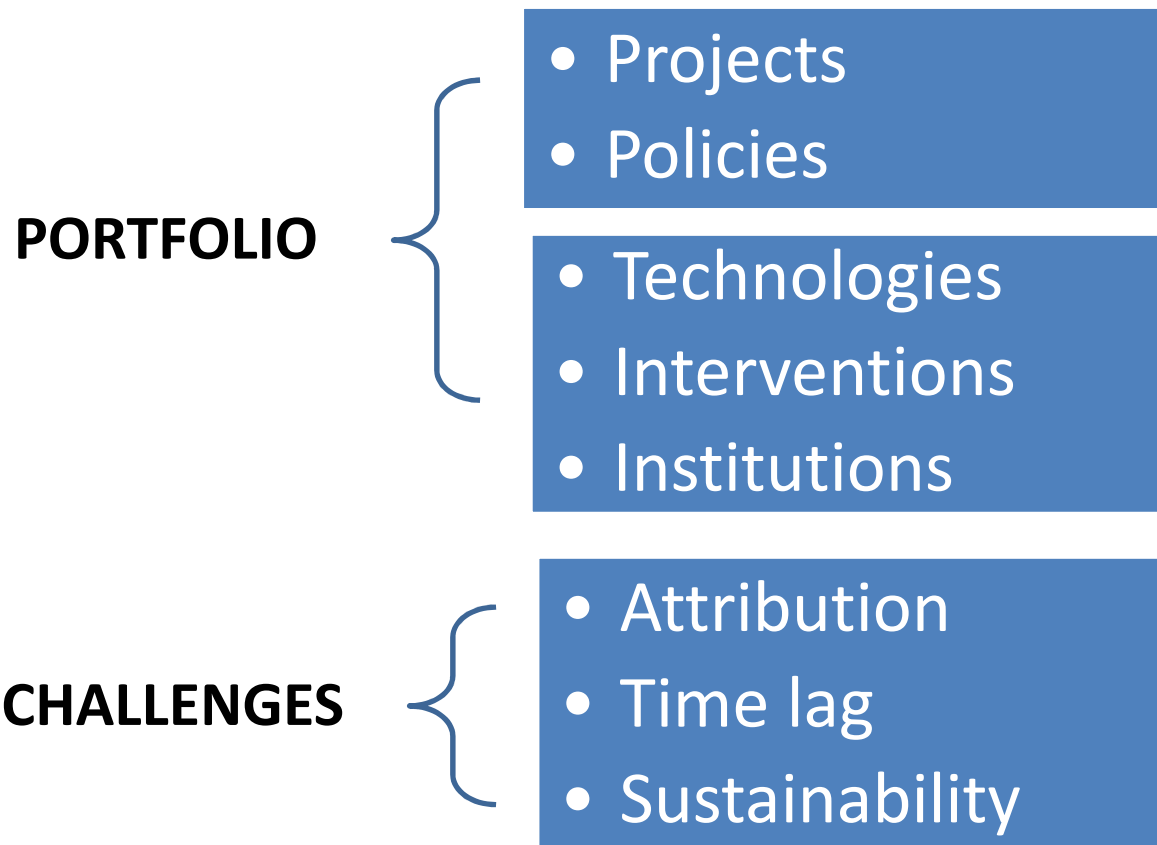 PORTFOLIO
• Projects
• Policies
• Technologies
• Interventions
• Institutions
CHALLENGES
• Attribution
• Time lag
• Sustainability